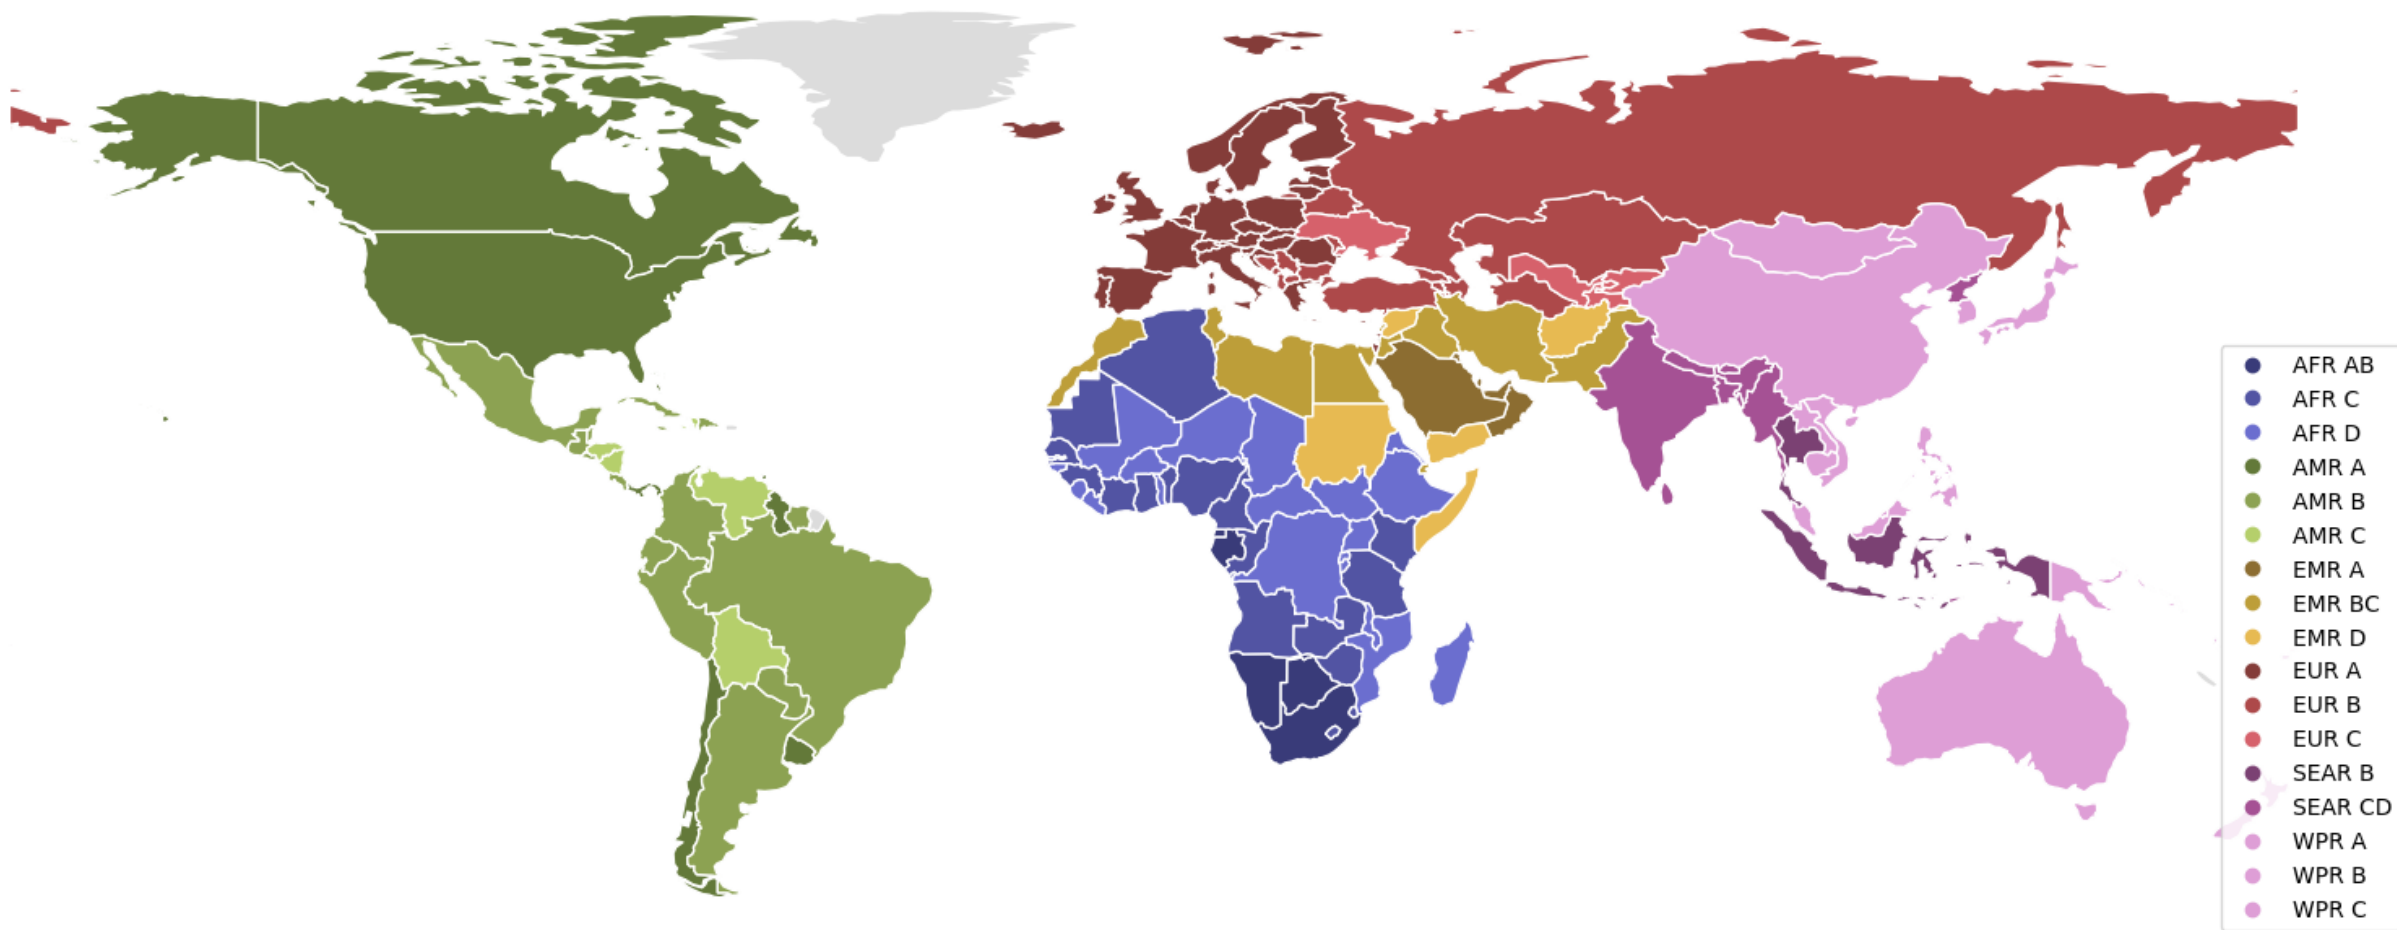 AFR AB
AFR C
AFR D
AMR A
AMR B
AMR C
EMR A
EMR BC
EMR D
EUR A
EUR B
EUR C
SEAR B
SEAR CD
WPR A
WPR B
WPR C